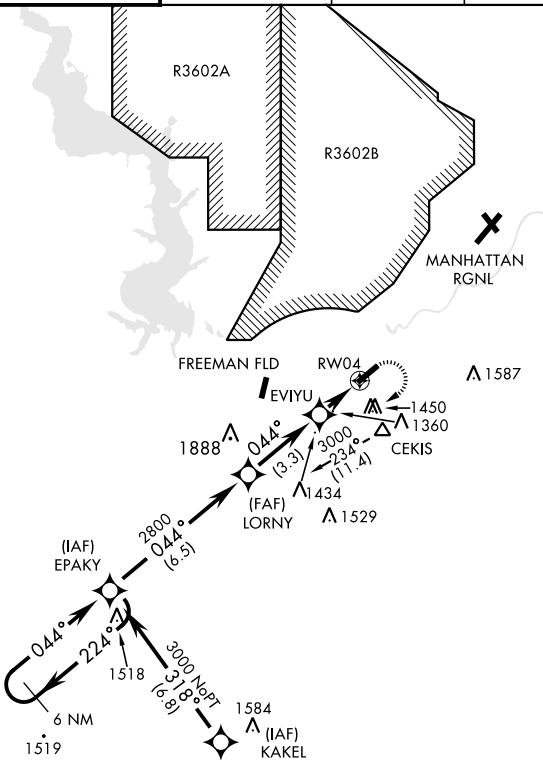 R3602A
R3602B
MANHATTAN
RGNL
FREEMAN FLD
RW04
1587
EVIYU
1450
1360
1888
044°
(3.3)
3000
234°
(11.4)
CEKIS
(FAF)
LORNY
1434
1529
2800
044°
(6.5)
(IAF)
EPAKY
044°
224°
1518
3000 NoPT
318°
(6.8)
6 NM
1519
1584
(IAF)
KAKEL